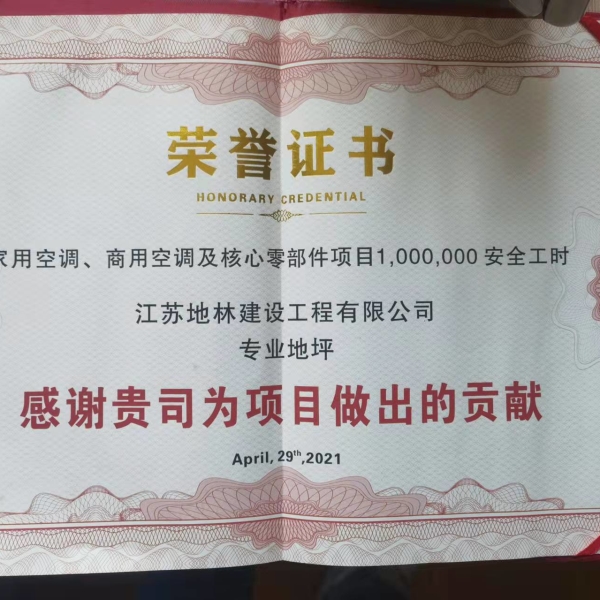 荣誉证书
HONORARY CREDENTIAL
家用空调、商用空调及核心零部件项目1,000,000 安全工时
江苏地林建设工程有限公司
专业地坪
感谢贵司为项目做出的贡献
April, 29th,2021